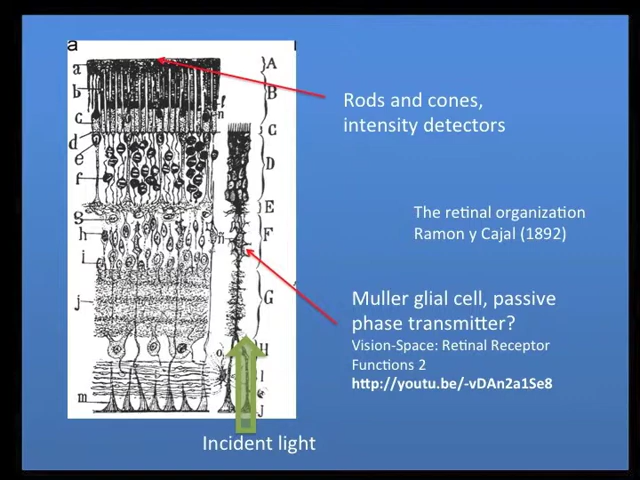 a
a
b
c
d
e
f
g
h
i
j
m
A
B
C
D
E
F
G
H
I
J
n
ñ
o
Rods and cones,
intensity detectors
The retinal organization
Ramon y Cajal (1892)
Muller glial cell, passive
phase transmitter?
Vision-Space: Retinal Receptor
Functions 2
http://youtu.be/-vDAn2a1Se8
Incident light